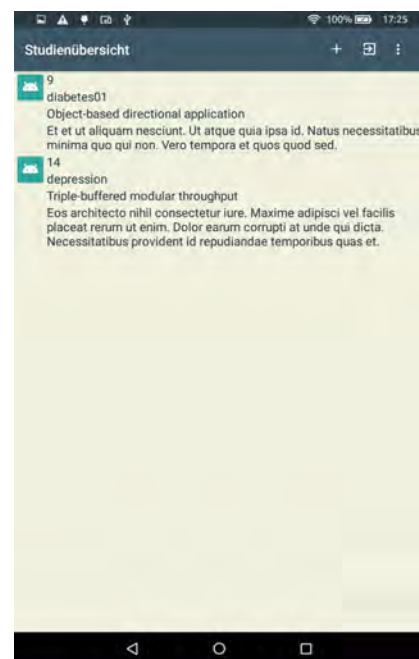 100% 17:25
Studienübersicht
9
diabetes01
Object-based directional application
Et et ut aliquam nesciunt. Ut atque quia ipsa id. Natus necessitatibus
minima quo qui non. Vero tempora et quos quod sed.
14
depression
Triple-buffered modular throughput
Eos architecto nihil consectetur iure. Maxime adipisci vel facilis
placeat rerum ut enim. Dolor earum corrupti at unde qui dicta.
Necessitatibus provident id repudiandae temporibus quas et.